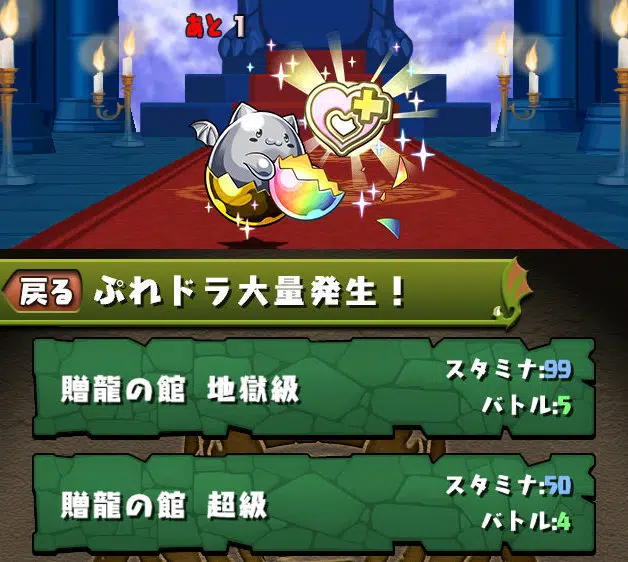 あと 1
戻る ぷれドラ大量発生！
贈龍の館 地獄級
スタミナ:99
バトル:5
贈龍の館 超級
スタミナ:50
バトル:4